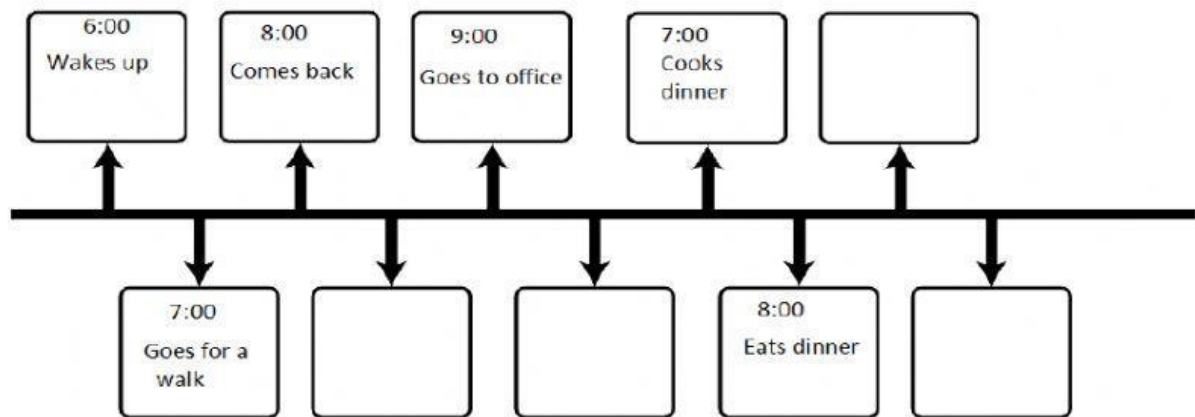 6:00
Wakes up
8:00
Comes back
9:00
Goes to office
7:00
Cooks
dinner
7:00
Goes for a
walk
8:00
Eats dinner